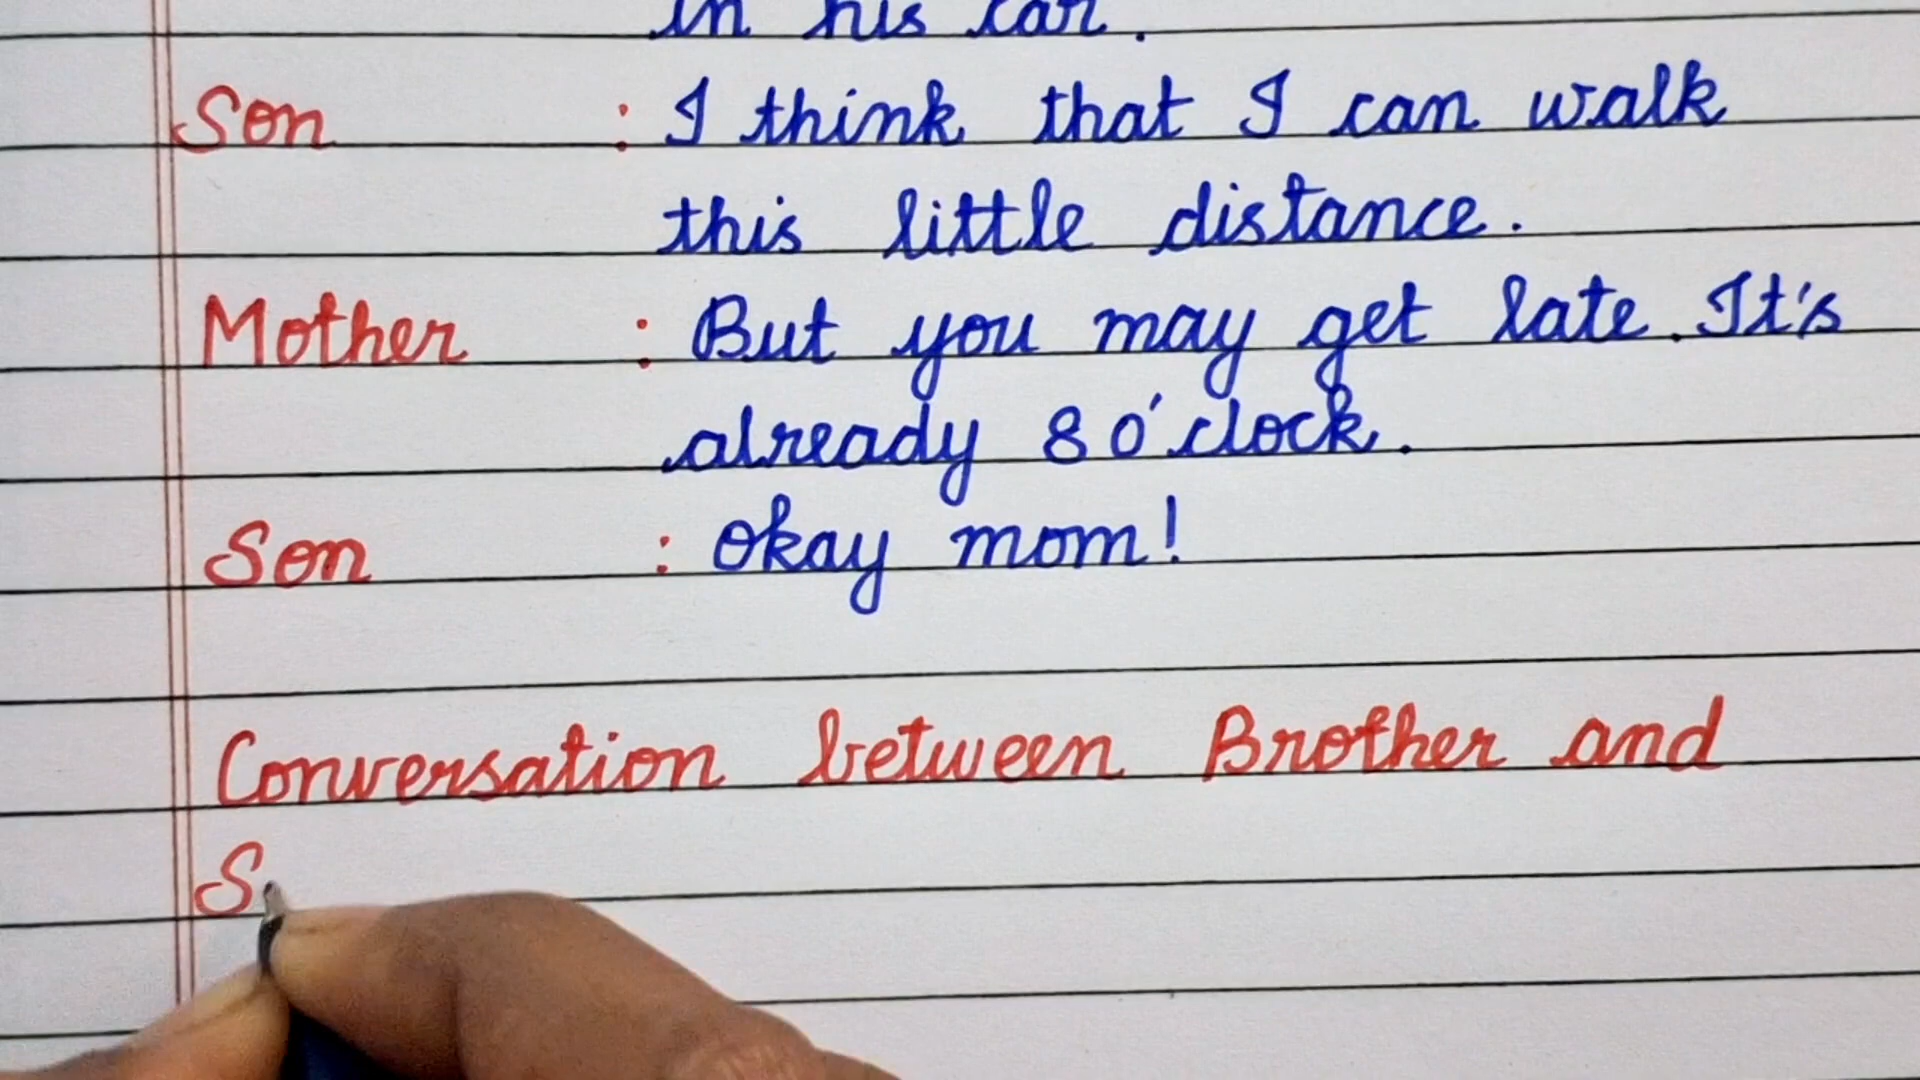 in his car.
Son : I think that I can walk
this little distance.
Mother : But you may get late. It's
already 8 o'clock.
Son : Okay mom!
Conversation between Brother and
S